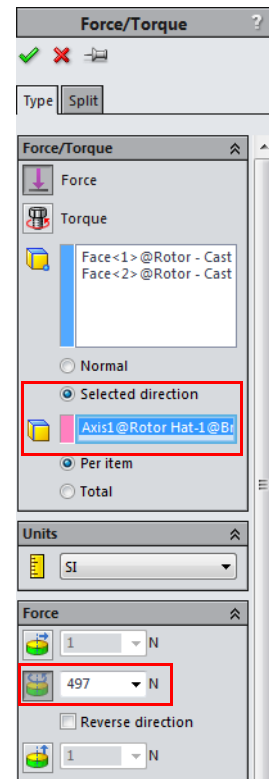 Force/Torque ?
Type Split
Force/Torque
Force
Torque
Face<1>@Rotor - Cast
Face<2>@Rotor - Cast
Normal
Selected direction
Axis1@Rotor Hat-1@Br
Per item
Total
Units
SI
Force
1 N
497 N
Reverse direction
1 N